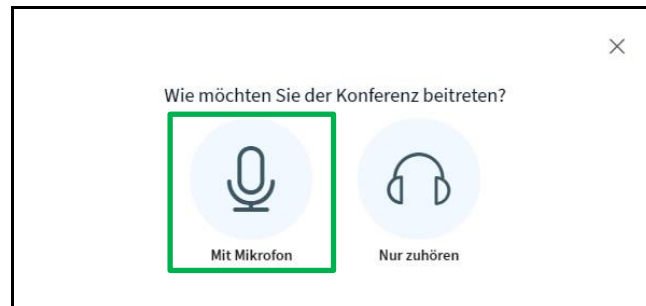 Wie möchten Sie der Konferenz beitreten?
Mit Mikrofon
Nur zuhören